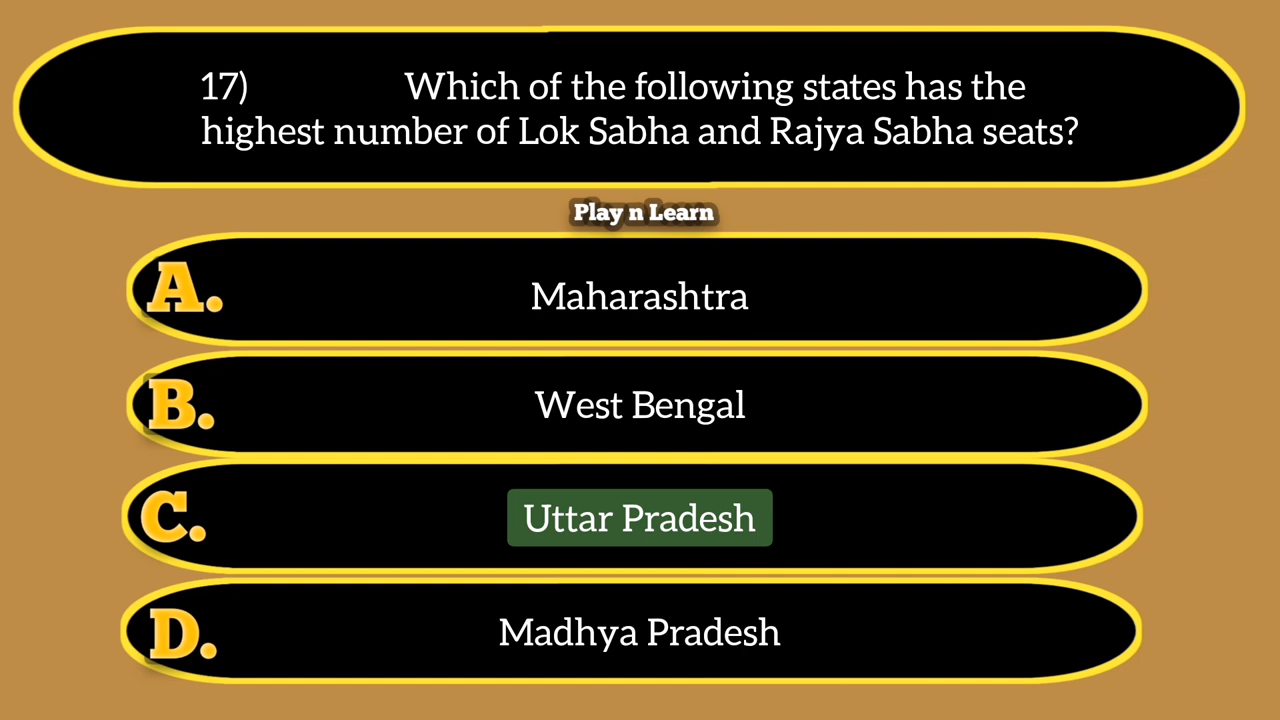 17) Which of the following states has the
highest number of Lok Sabha and Rajya Sabha seats?
Play n Learn
A. Maharashtra
B. West Bengal
C. Uttar Pradesh
D. Madhya Pradesh